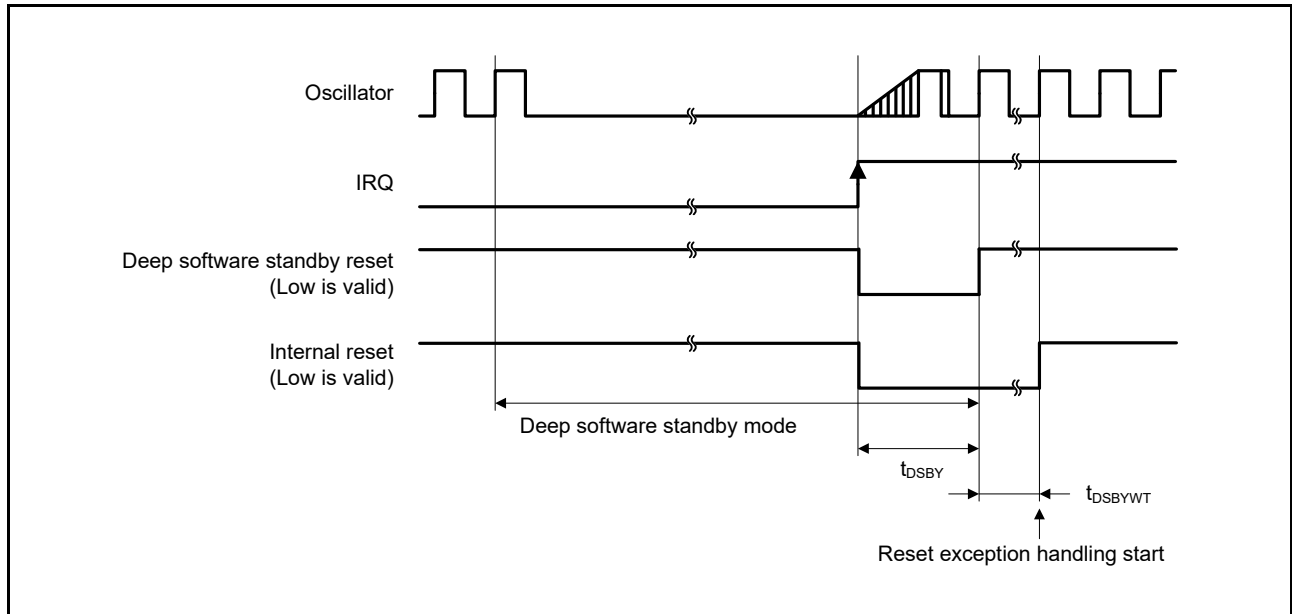 Oscillator
IRQ
Deep software standby reset
(Low is valid)
Internal reset
(Low is valid)
Deep software standby mode
tDSBY
tDSBYWT
Reset exception handling start